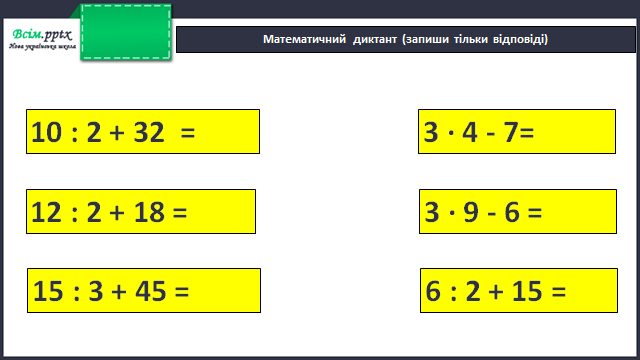 Всім.pptx
Нова українська школа
Математичний диктант (запиши тільки відповіді)
10 : 2 + 32 =
3 · 4 - 7=
12 : 2 + 18 =
3 · 9 - 6 =
15 : 3 + 45 =
6 : 2 + 15 =